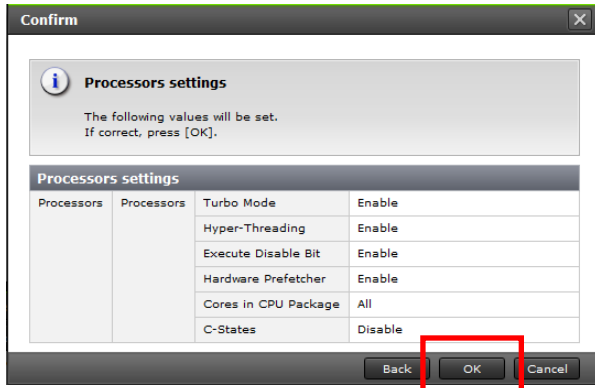 Confirm
Processors settings
The following values will be set.
If correct, press [OK].
Processors settings
Processors Processors Turbo Mode Enable
Hyper-Threading Enable
Execute Disable Bit Enable
Hardware Prefetcher Enable
Cores in CPU Package All
C-States Disable
Back OK Cancel